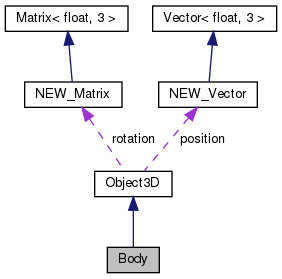 Matrix< float, 3 >
Vector< float, 3 >
NEW_Matrix
NEW_Vector
rotation
position
Object3D
Body